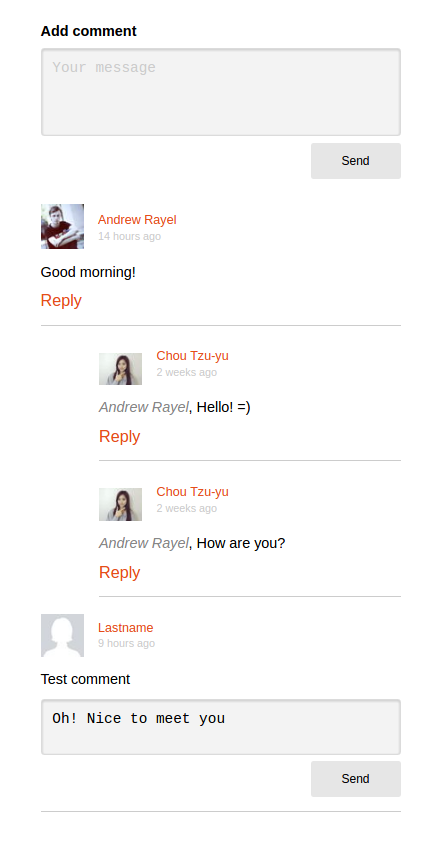 Add comment
Your message
Send
Andrew Rayel
14 hours ago
Good morning!
Reply
Chou Tzu-yu
2 weeks ago
Andrew Rayel, Hello! =)
Reply
Chou Tzu-yu
2 weeks ago
Andrew Rayel, How are you?
Reply
Lastname
9 hours ago
Test comment
Oh! Nice to meet you
Send